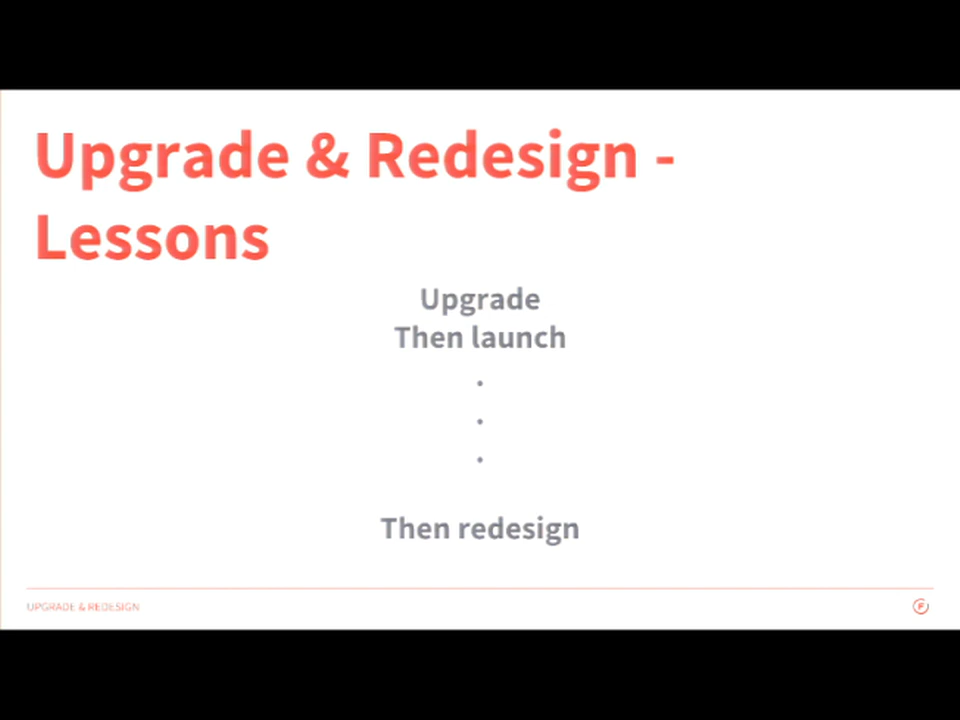 Upgrade & Redesign -
Lessons
Upgrade
Then launch
.
.
.
Then redesign
UPGRADE & REDESIGN
F